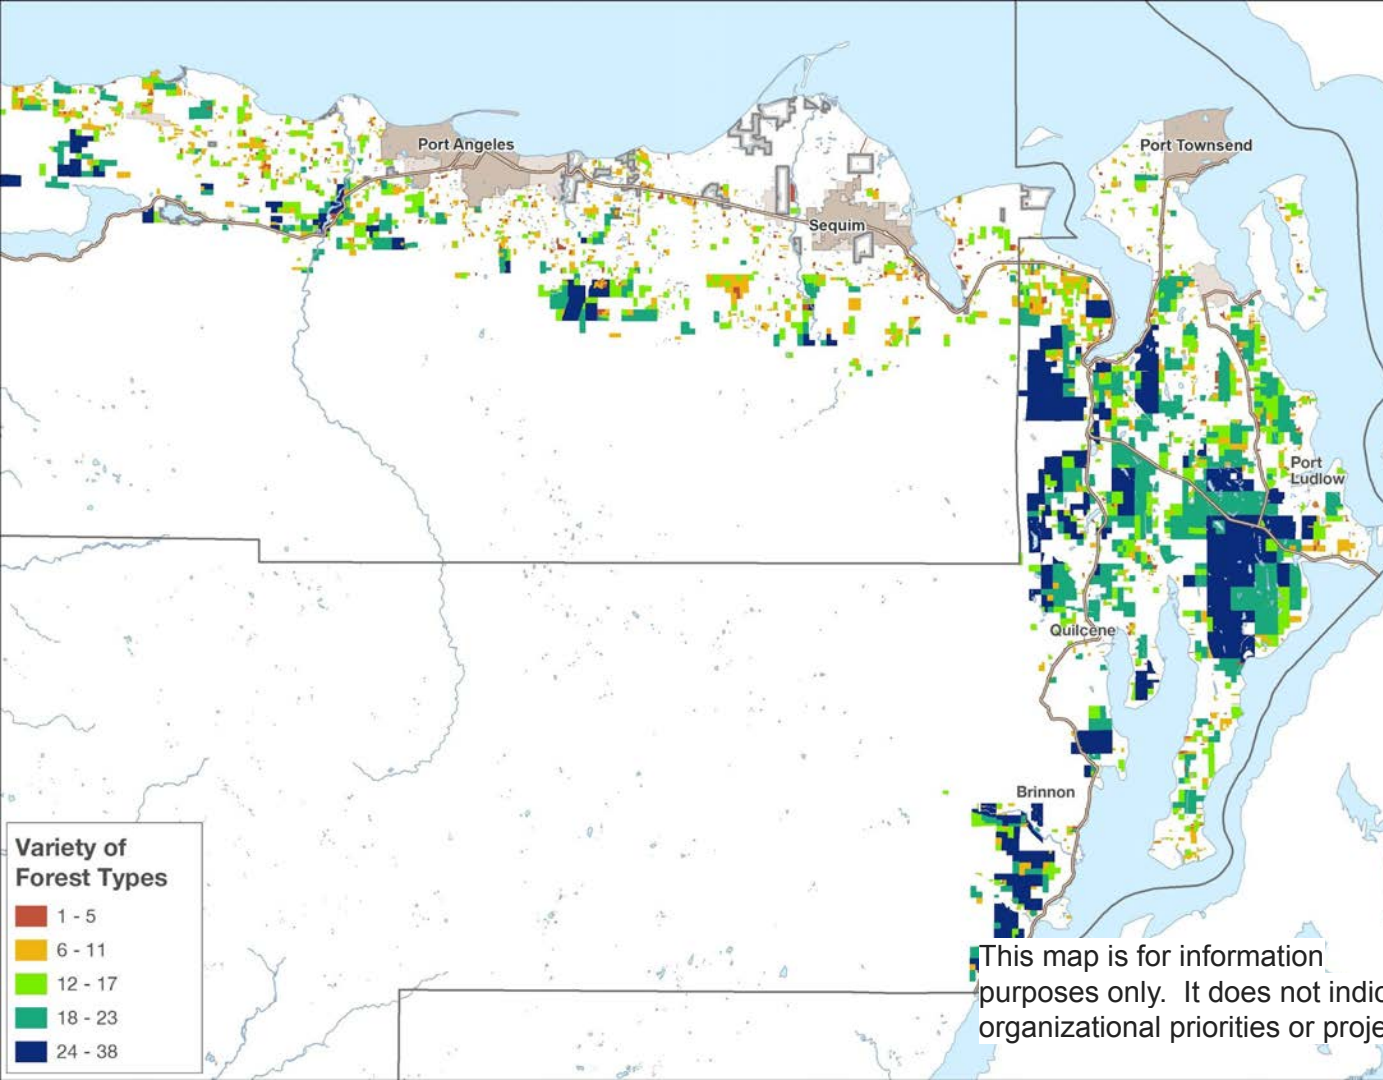 Port Angeles
Port Townsend
Sequim
Port
Ludlow
Quilcene
Brinnon
Variety of
Forest Types
1 - 5
6 - 11
12 - 17
18 - 23
24 - 38
This map is for information
purposes only. It does not indic
organizational priorities or proje